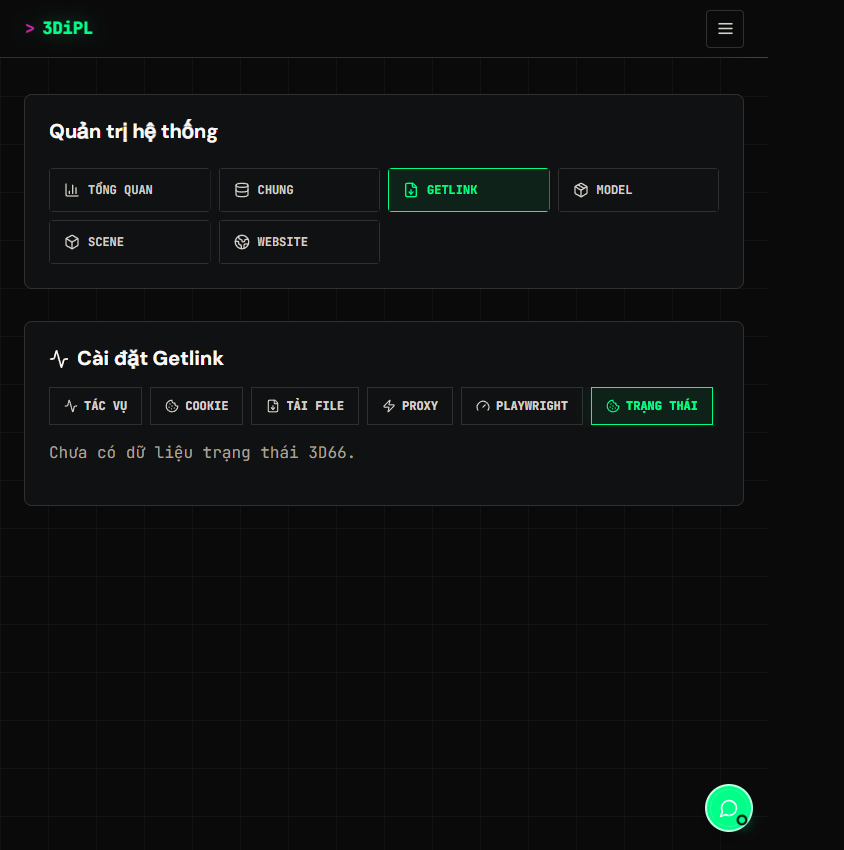 > 3DiPL
Quản trị hệ thống
TỔNG QUAN
CHUNG
GETLINK
MODEL
SCENE
WEBSITE
Cài đặt Getlink
TÁC VỤ
COOKIE
TẢI FILE
PROXY
PLAYWRIGHT
TRẠNG THÁI
Chưa có dữ liệu trạng thái 3D66.